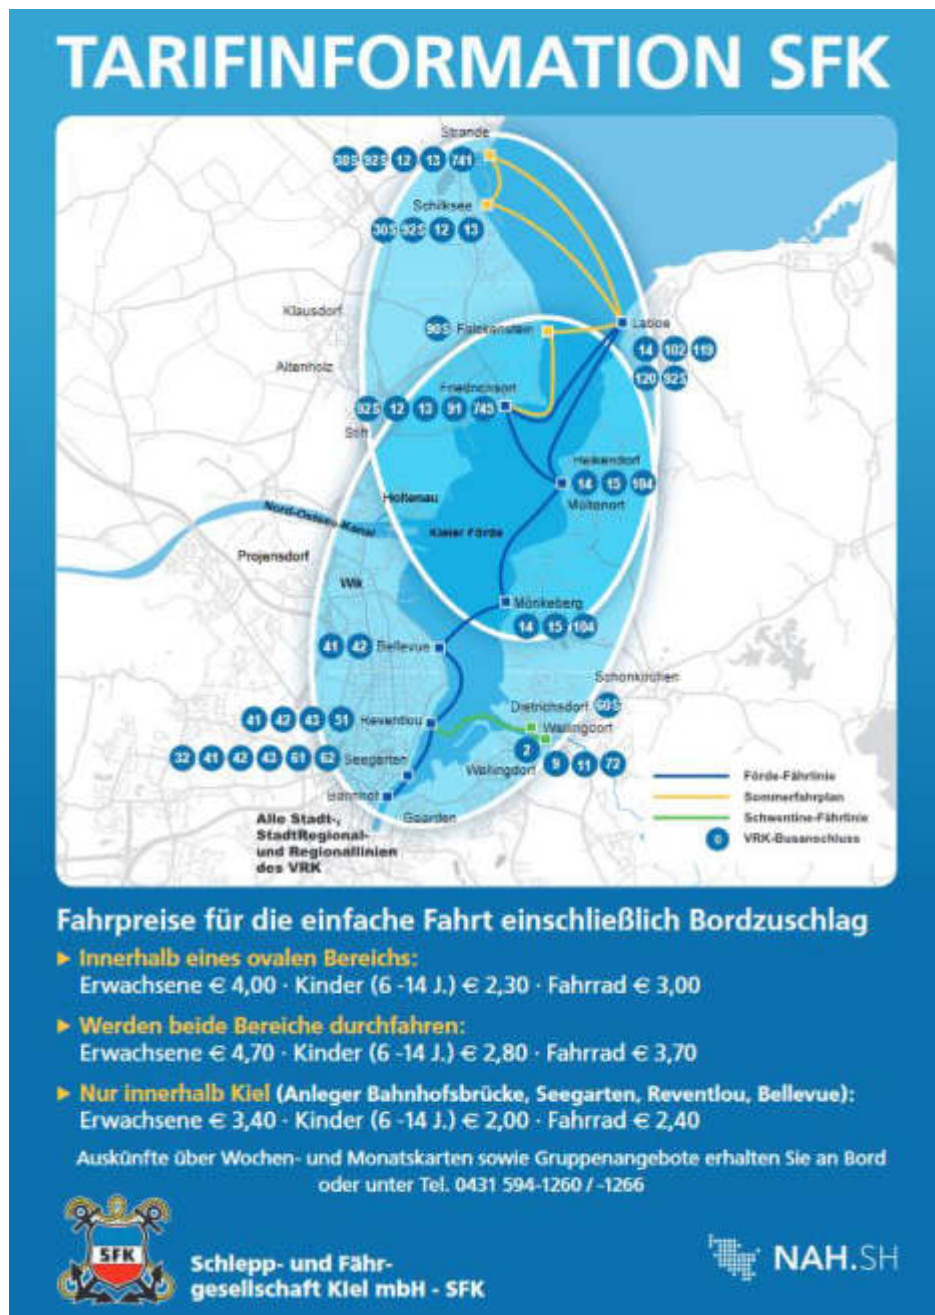 TARIFINFORMATION SFK
Strande
30S 92S 12 13 741
Schilksee
30S 92S 12 13
Klausdorf
90S Falckenstein
Laboe
14 102 119
120 92S
Altenholz
Friedrichsort
92S 12 13 91 745
Stift
Heikendorf
14 15 104
Möltenort
Holtenau
Nord-Ostsee-Kanal
Kieler Förde
Projensdorf
Wik
Mönkeberg
14 15 104
41 42 Bellevue
Schönkirchen
Dietrichsdorf 60S
41 42 43 51 Reventlou
Wellingdorf
2
32 41 42 43 61 62 Seegarten
Wellingdorf 9 11 72
Bahnhof
Gaarden
Alle Stadt-,
StadtRegional-
und Regionallinien
des VRK
Förde-Fährlinie
Sommerfahrplan
Schwentine-Fährlinie
0 VRK-Busanschluss
Fahrpreise für die einfache Fahrt einschließlich Bordzuschlag
► Innerhalb eines ovalen Bereichs:
Erwachsene € 4,00 · Kinder (6 -14 J.) € 2,30 · Fahrrad € 3,00
► Werden beide Bereiche durchfahren:
Erwachsene € 4,70 · Kinder (6 -14 J.) € 2,80 · Fahrrad € 3,70
► Nur innerhalb Kiel (Anleger Bahnhofsbrücke, Seegarten, Reventlou, Bellevue):
Erwachsene € 3,40 · Kinder (6 -14 J.) € 2,00 · Fahrrad € 2,40
Auskünfte über Wochen- und Monatskarten sowie Gruppenangebote erhalten Sie an Bord
oder unter Tel. 0431 594-1260 / -1266
SFK
Schlepp- und Fähr-
gesellschaft Kiel mbH - SFK
NAH.SH